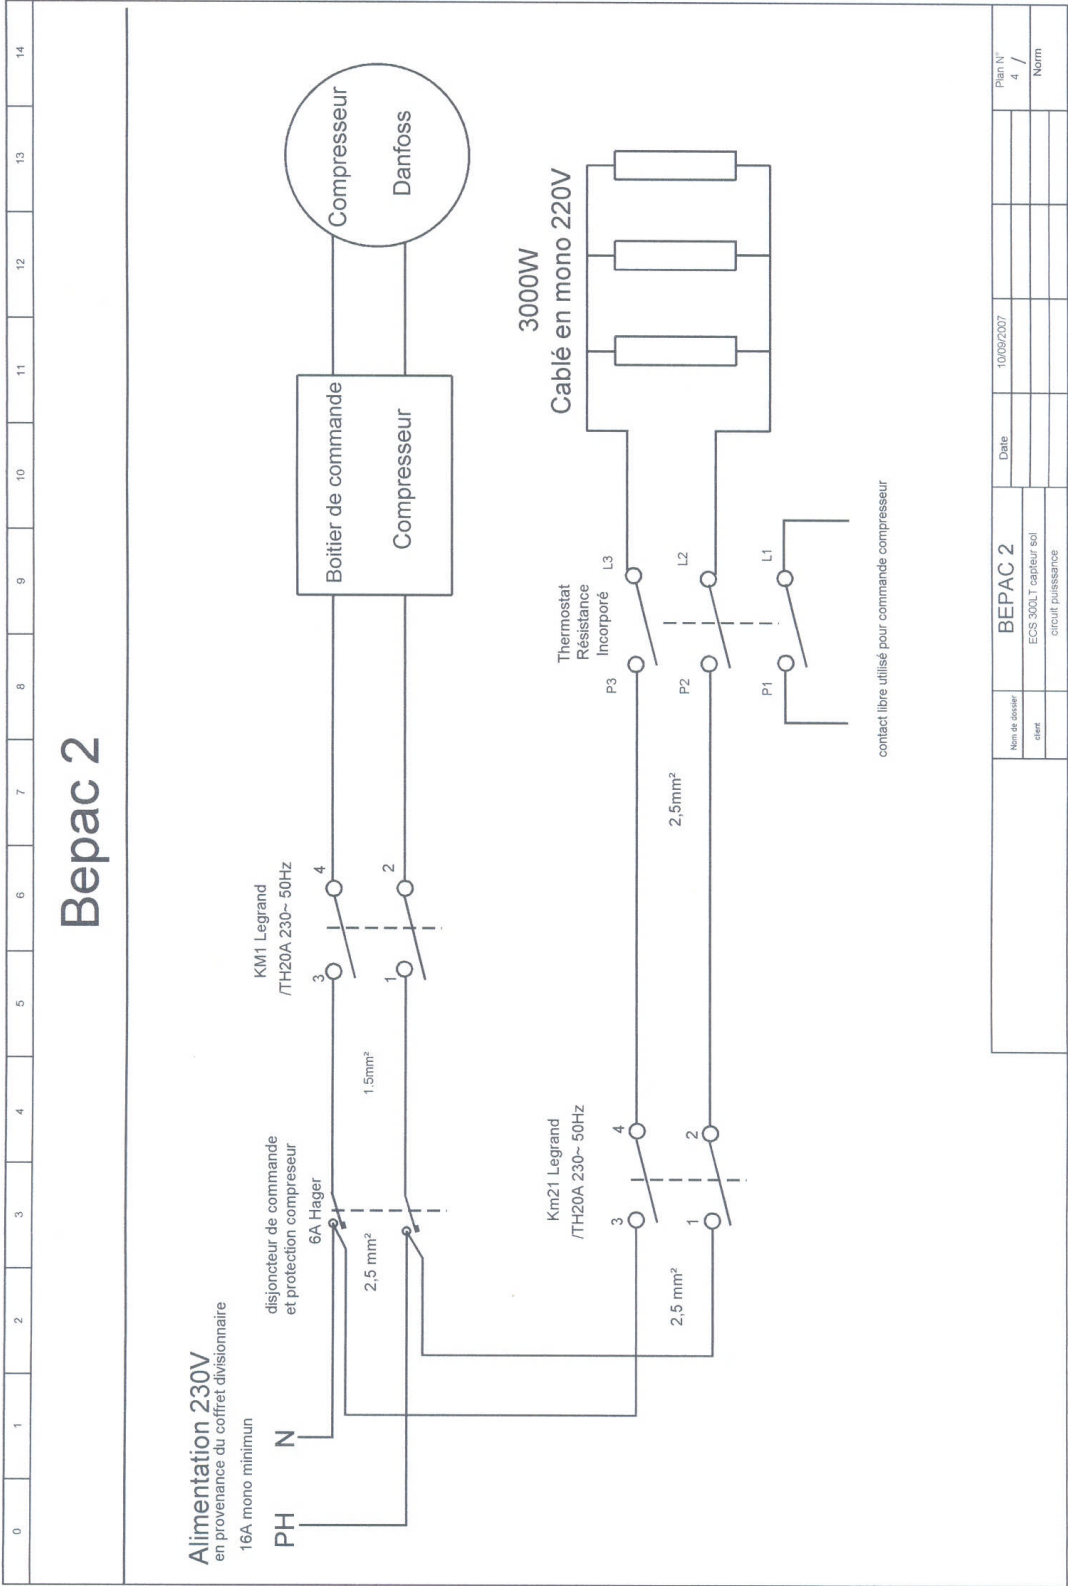 0 1 2 3 4 5 6 7 8 9 10 11 12 13 14
Bepac 2
Alimentation 230V
en provenance du coffret divisionnaire
16A mono minimun
PH
N
disjoncteur de commande
et protection compreseur
6A Hager
2,5 mm²
1.5mm²
KM1 Legrand
/TH20A 230~ 50Hz
3
4
1
2
Boitier de commande
Compresseur
Compresseur
Danfoss
Km21 Legrand
/TH20A 230~ 50Hz
3
4
1
2
2,5 mm²
2,5mm²
Thermostat
Résistance
Incorporé
P3
L3
P2
L2
P1
L1
contact libre utilisé pour commande compresseur
3000W
Cablé en mono 220V
Nom de dossier
BEPAC 2
Date
10/09/2007
Plan N°
4 /
client
ECS 300LT capteur sol
circuit puisssance
Norm